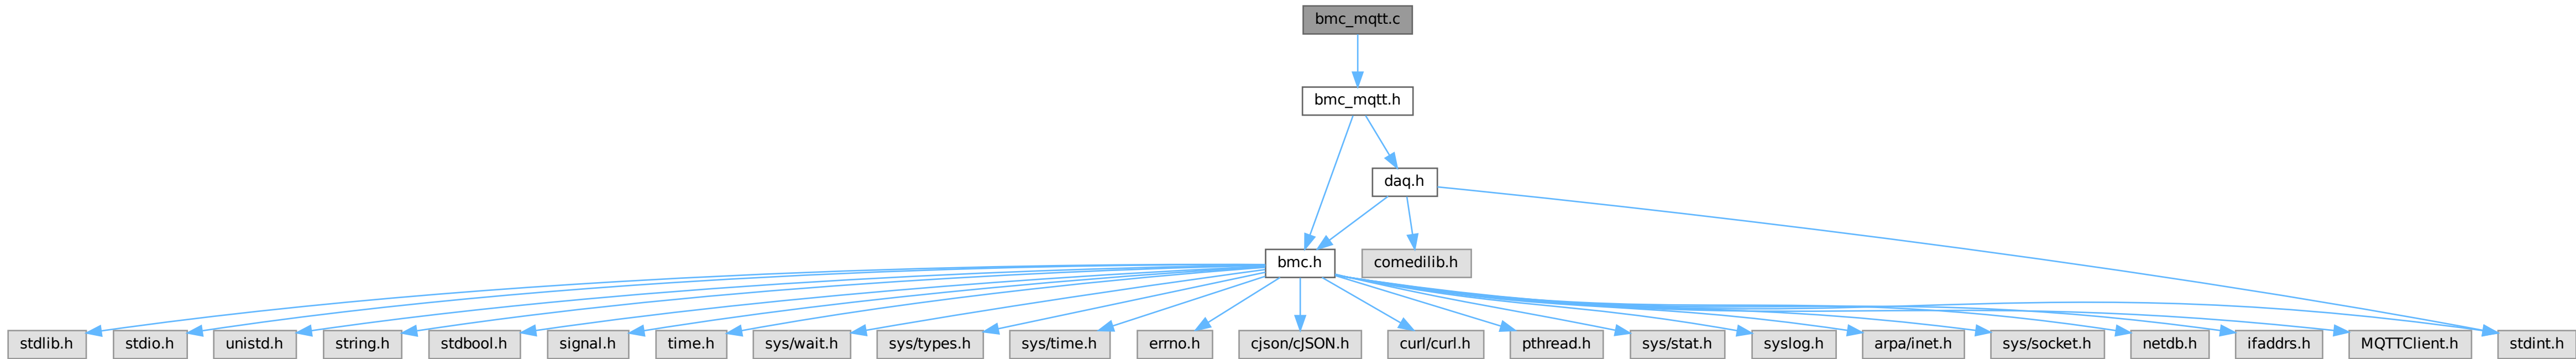 bmc_mqtt.c
bmc_mqtt.h
daq.h
bmc.h
comedilib.h
stdlib.h
stdio.h
unistd.h
string.h
stdbool.h
signal.h
time.h
sys/wait.h
sys/types.h
sys/time.h
errno.h
cjson/cJSON.h
curl/curl.h
pthread.h
sys/stat.h
syslog.h
arpa/inet.h
sys/socket.h
netdb.h
ifaddrs.h
MQTTClient.h
stdint.h